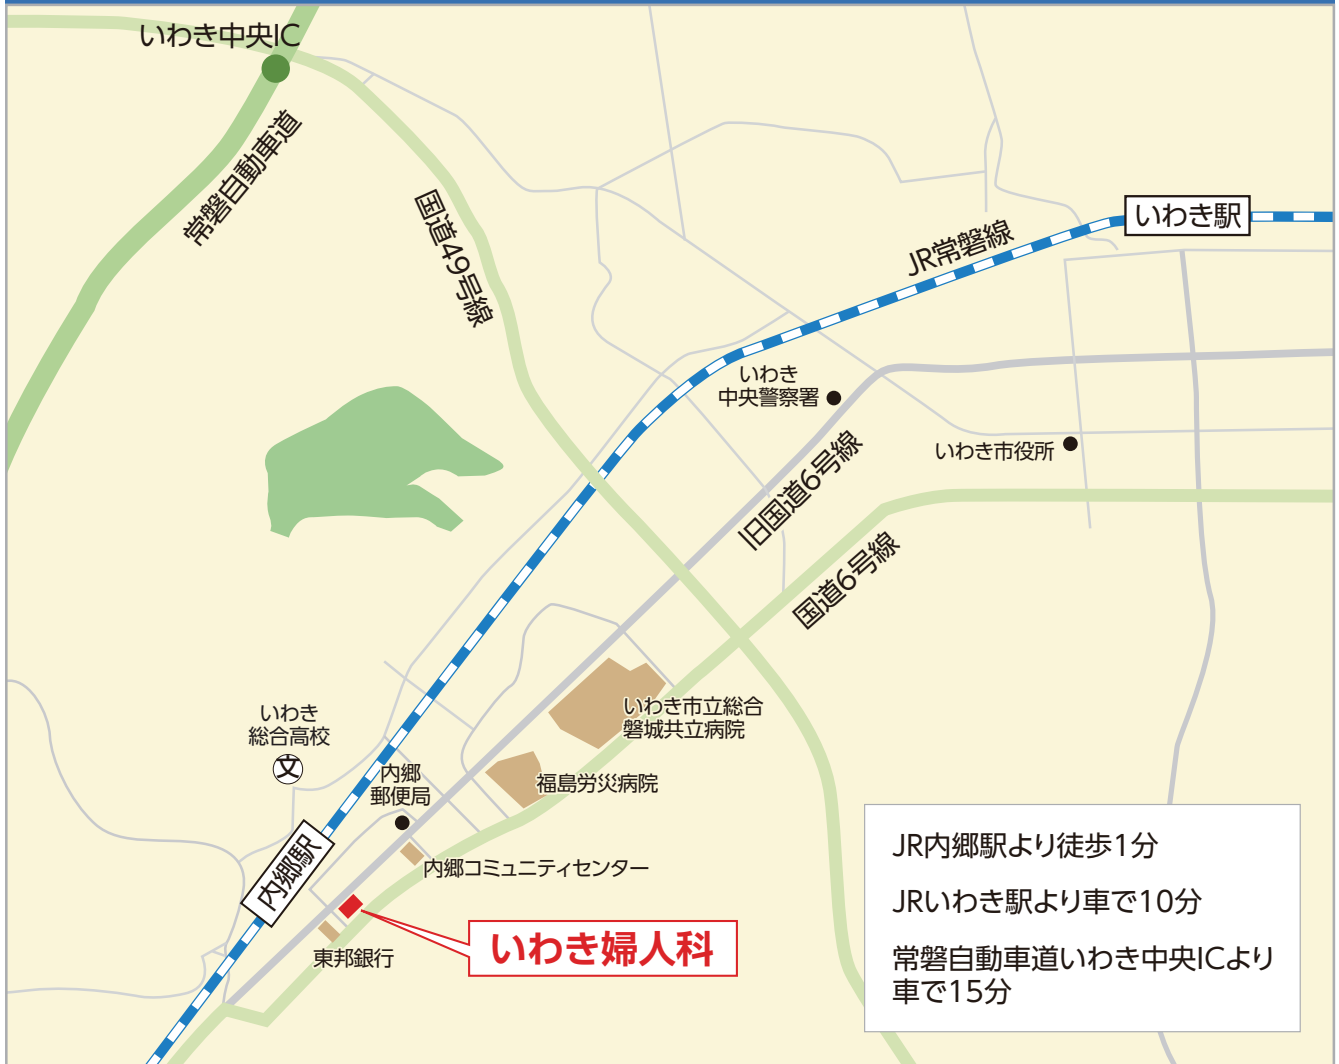 いわき中央IC
常磐自動車道
国道49号線
JR常磐線
いわき駅
いわき
中央警察署
いわき市役所
旧国道6号線
国道6号線
いわき市立総合
磐城共立病院
いわき
総合高校
文
内郷
郵便局
福島労災病院
内郷駅
内郷コミュニティセンター
いわき婦人科
東邦銀行
JR内郷駅より徒歩1分
JRいわき駅より車で10分
常磐自動車道いわき中央ICより
車で15分